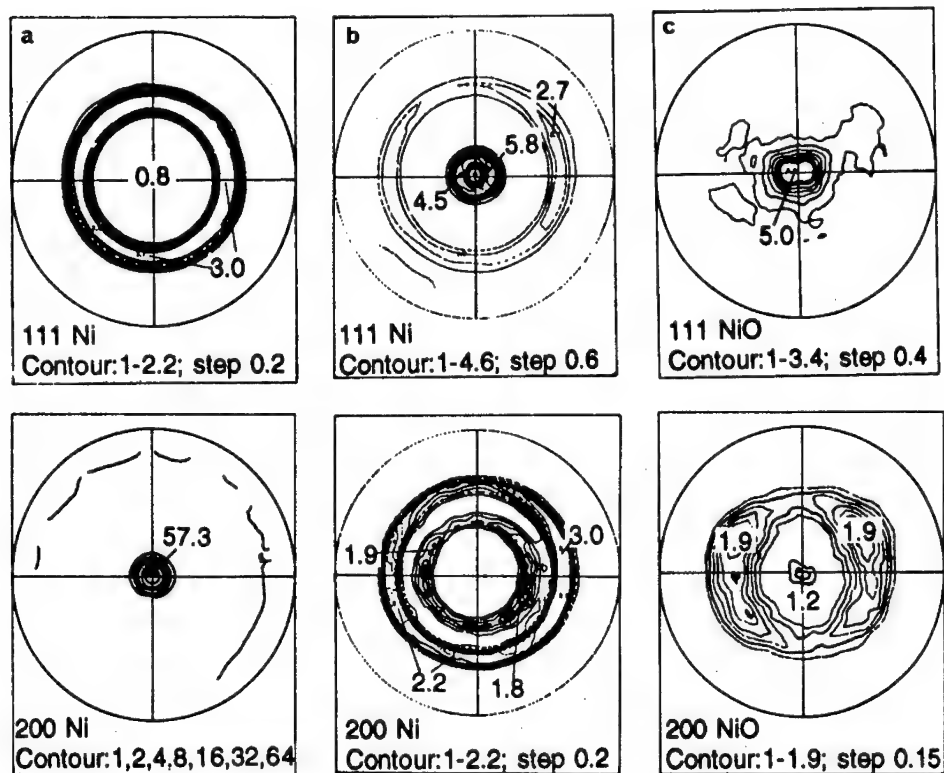 a
0.8
3.0
111 Ni
Contour:1-2.2; step 0.2
b
2.7
5.8
4.5
111 Ni
Contour:1-4.6; step 0.6
c
5.0
111 NiO
Contour:1-3.4; step 0.4
57.3
200 Ni
Contour:1,2,4,8,16,32,64
1.9
3.0
2.2
1.8
200 Ni
Contour:1-2.2; step 0.2
1.9
1.9
1.2
200 NiO
Contour:1-1.9; step 0.15